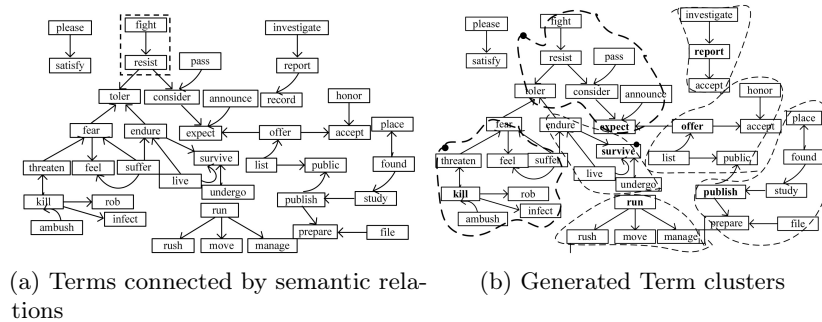 please
fight
investigate
satisfy
resist
pass
report
toler
consider
announce
record
honor
fear
endure
expect
offer
accept
place
threaten
feel
suffer
survive
list
public
found
kill
rob
live
undergo
publish
study
ambush
infect
run
rush
move
manage
prepare
file
(a) Terms connected by semantic rela-
tions
please
fight
investigate
satisfy
resist
pass
report
toler
consider
announce
accept
honor
fear
endure
expect
offer
accept
place
threaten
feel
suffer
survive
list
public
found
kill
rob
live
undergo
publish
study
ambush
infect
run
rush
move
manage
prepare
file
(b) Generated Term clusters